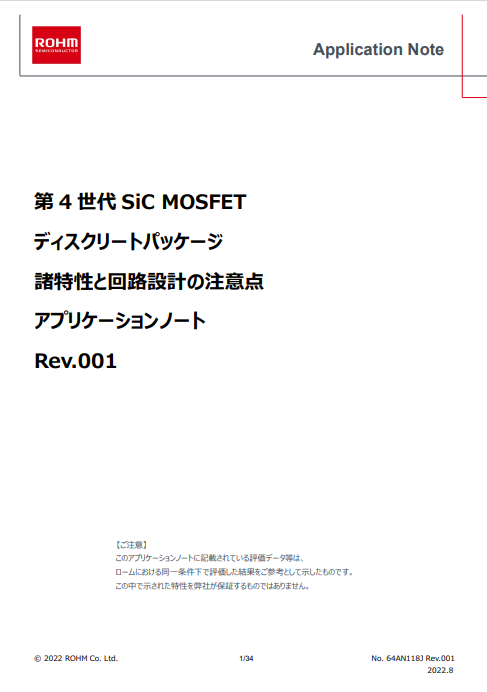 ROHM
SEMICONDUCTOR
Application Note
第 4 世代 SiC MOSFET
ディスクリートパッケージ
諸特性と回路設計の注意点
アプリケーションノート
Rev.001
【ご注意】
このアプリケーションノートに記載されている評価データ等は、
ロームにおける同一条件下で評価した結果をご参考として示したものです。
この中で示された特性を弊社が保証するものではありません。
© 2022 ROHM Co. Ltd.
1/34
No. 64AN118J Rev.001
2022.8